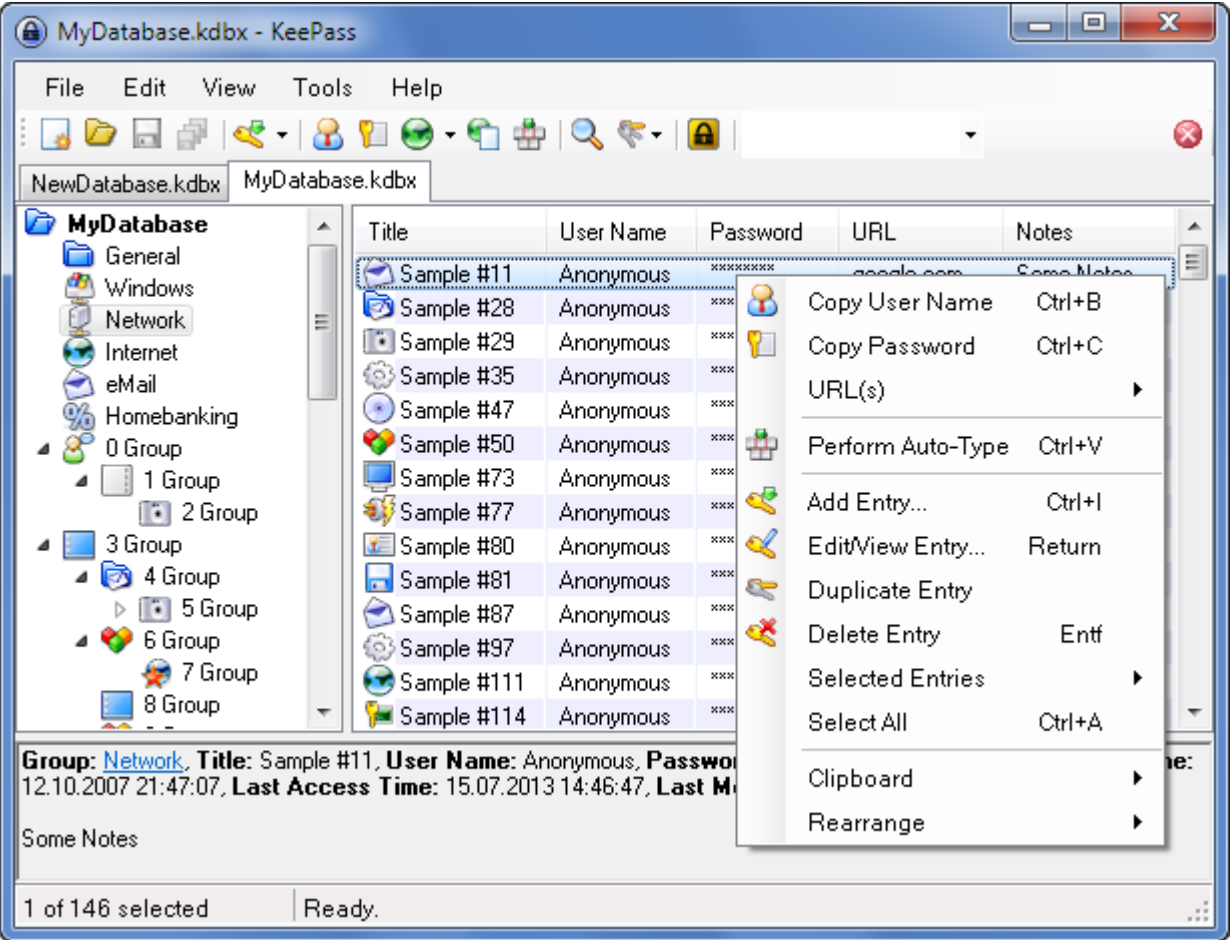 MyDatabase.kdbx - KeePass
File Edit View Tools Help
NewDatabase.kdbx MyDatabase.kdbx
MyDatabase
General
Windows
Network
Internet
eMail
Homebanking
0 Group
1 Group
2 Group
3 Group
4 Group
5 Group
6 Group
7 Group
8 Group
Title User Name Password URL Notes
Sample #11 Anonymous ******** google.com Some Notes
Sample #28 Anonymous ***
Sample #29 Anonymous ***
Sample #35 Anonymous ***
Sample #47 Anonymous ***
Sample #50 Anonymous ***
Sample #73 Anonymous ***
Sample #77 Anonymous ***
Sample #80 Anonymous ***
Sample #81 Anonymous ***
Sample #87 Anonymous ***
Sample #97 Anonymous ***
Sample #111 Anonymous ***
Sample #114 Anonymous ***
Copy User Name Ctrl+B
Copy Password Ctrl+C
URL(s)
Perform Auto-Type Ctrl+V
Add Entry... Ctrl+I
Edit/View Entry... Return
Duplicate Entry
Delete Entry Entf
Selected Entries
Select All Ctrl+A
Clipboard
Rearrange
Group: Network, Title: Sample #11, User Name: Anonymous,
12.10.2007 21:47:07, Last Access Time: 15.07.2013 14:46:47, Last
Some Notes
1 of 146 selected Ready.